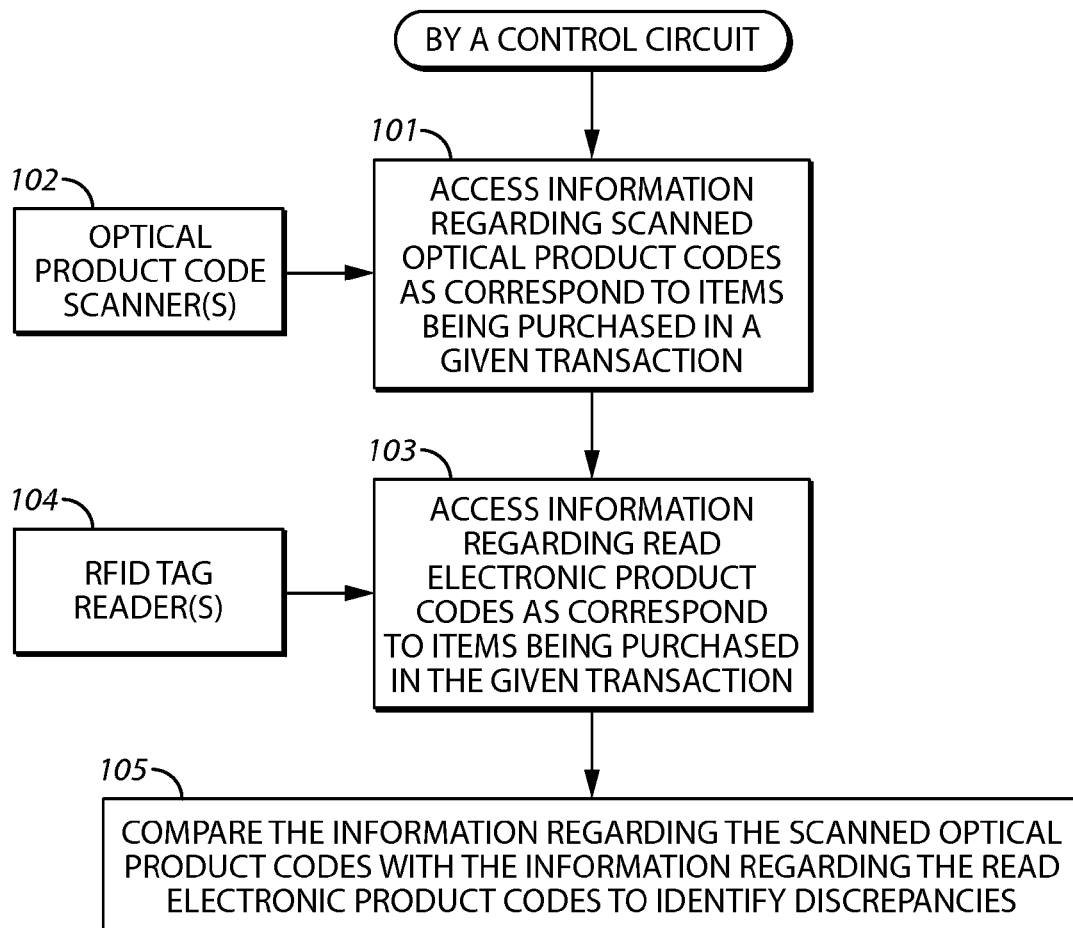 BY A CONTROL CIRCUIT
101
ACCESS INFORMATION
REGARDING SCANNED
OPTICAL PRODUCT CODES
AS CORRESPOND TO ITEMS
BEING PURCHASED IN A
GIVEN TRANSACTION
102
OPTICAL
PRODUCT CODE
SCANNER(S)
103
ACCESS INFORMATION
REGARDING READ
ELECTRONIC PRODUCT
CODES AS CORRESPOND
TO ITEMS BEING PURCHASED
IN THE GIVEN TRANSACTION
104
RFID TAG
READER(S)
105
COMPARE THE INFORMATION REGARDING THE SCANNED OPTICAL
PRODUCT CODES WITH THE INFORMATION REGARDING THE READ
ELECTRONIC PRODUCT CODES TO IDENTIFY DISCREPANCIES